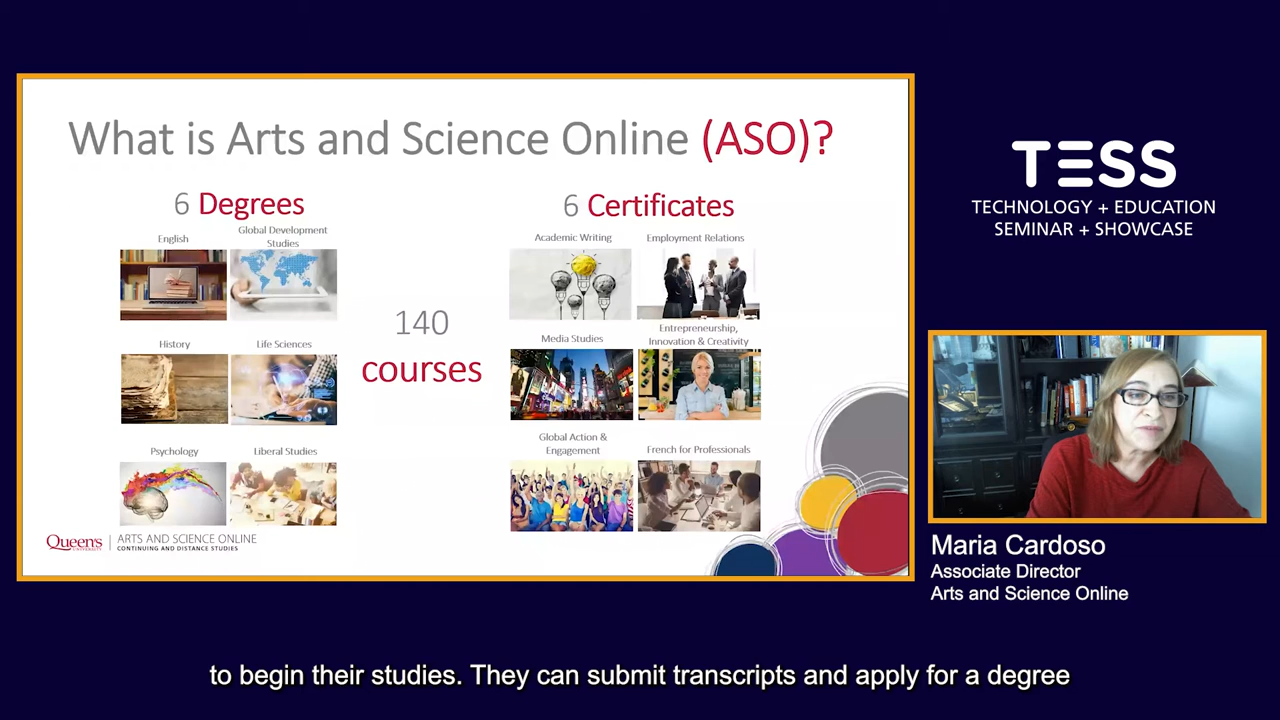 What is Arts and Science Online (ASO)?
6 Degrees
English
Global Development
Studies
History
Life Sciences
Psychology
Liberal Studies
140
courses
6 Certificates
Academic Writing
Employment Relations
Media Studies
Entrepreneurship,
Innovation & Creativity
Global Action &
Engagement
French for Professionals
Queen's
UNIVERSITY
ARTS AND SCIENCE ONLINE
CONTINUING AND DISTANCE STUDIES
TESS
TECHNOLOGY + EDUCATION
SEMINAR + SHOWCASE
Maria Cardoso
Associate Director
Arts and Science Online
to begin their studies. They can submit transcripts and apply for a degree